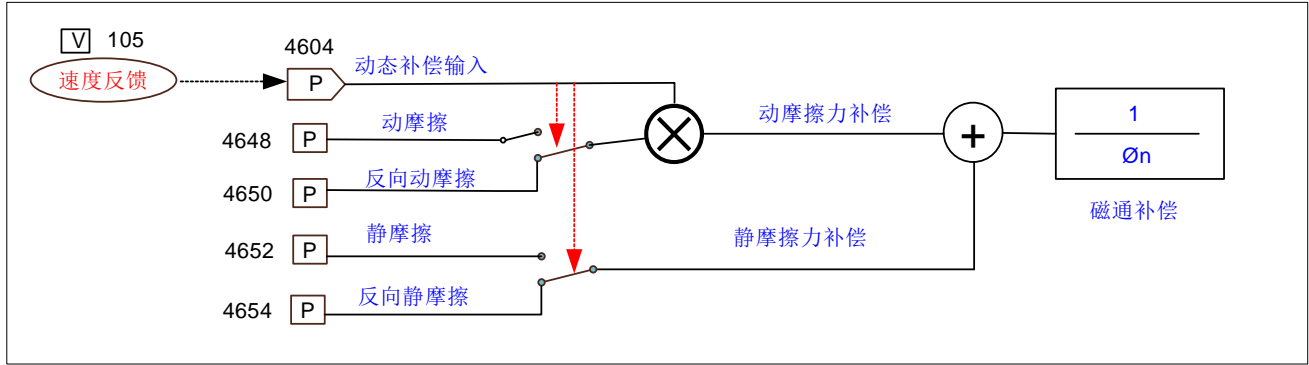 V 105
速度反馈
4604
P
动态补偿输入
4648 P 动摩擦
4650 P 反向动摩擦
4652 P 静摩擦
4654 P 反向静摩擦
动摩擦力补偿
静摩擦力补偿
+
1
Øn
磁通补偿